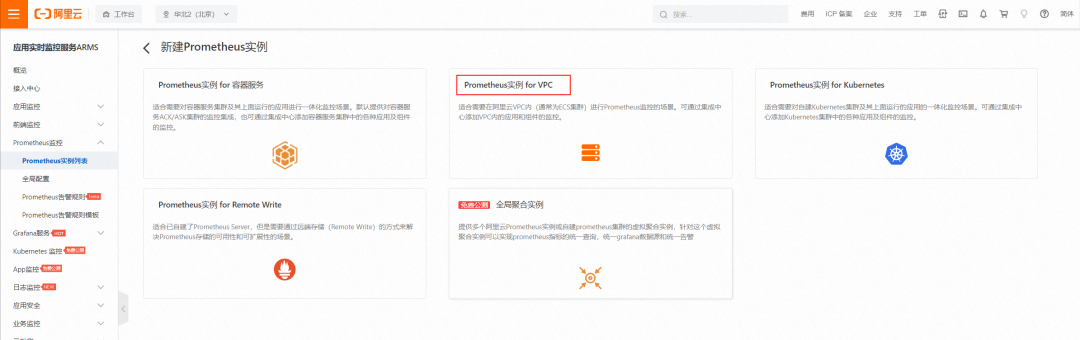 阿里云
工作台
华北2（北京）
搜索...
费用
ICP 备案
企业
支持
工单
简体
应用实时监控服务ARMS
概览
接入中心
应用监控
前端监控
Prometheus监控
Prometheus实例列表
全局配置
Prometheus告警规则
Prometheus告警规则模板
Grafana服务 HOT
Kubernetes 监控 免费公测
App监控 免费公测
日志监控 NEW
应用安全
业务监控
新建Prometheus实例
Prometheus实例 for 容器服务
适合需要对容器服务集群及其上面运行的应用进行一体化监控场景。默认提供对容器服
务ACK/ASK集群的监控集成，也可通过集成中心添加容器服务集群中的各种应用及组件
的监控。
Prometheus实例 for VPC
适合需要在阿里云VPC内（通常为ECS集群）进行Prometheus监控的场景。可通过集成中
心添加VPC内的应用和组件的监控。
Prometheus实例 for Kubernetes
适合需要对自建Kubernetes集群及其上面运行的应用的一体化监控场景。可通过集成中
心添加Kubernetes集群中的各种应用及组件的监控。
Prometheus实例 for Remote Write
适合已自建了Prometheus Server，但是需要通过远端存储（Remote Write）的方式来解
决Prometheus存储的可用性和可扩展性的场景。
免费公测 全局聚合实例
提供多个阿里云Prometheus实例或自建prometheus集群的虚拟聚合实例，针对这个虚拟
聚合实例可以实现prometheus指标的统一查询，统一grafana数据源和统一告警